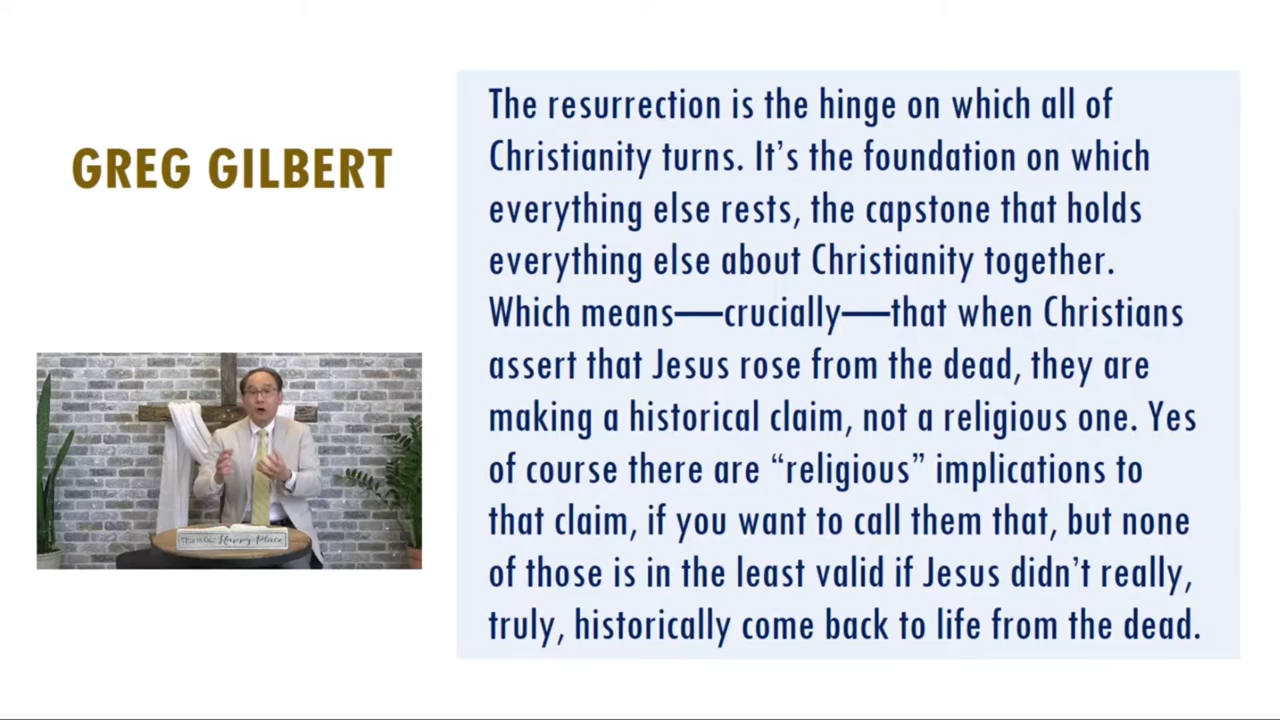 GREG GILBERT
The resurrection is the hinge on which all of
Christianity turns. It’s the foundation on which
everything else rests, the capstone that holds
everything else about Christianity together.
Which means—crucially—that when Christians
assert that Jesus rose from the dead, they are
making a historical claim, not a religious one. Yes
of course there are “religious” implications to
that claim, if you want to call them that, but none
of those is in the least valid if Jesus didn’t really,
truly, historically come back to life from the dead.
Happy Place